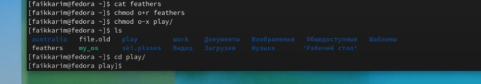 [faikkarim@fedora ~]$ cat feathers
[faikkarim@fedora ~]$ chmod o+r feathers
[faikkarim@fedora ~]$ chmod o-x play/
[faikkarim@fedora ~]$ ls
australia file.old play work Документы Изображения Общедоступные Шаблоны
feathers my_os ski.plases Видео Загрузки Музыка 'Рабочий стол'
[faikkarim@fedora ~]$ cd play/
[faikkarim@fedora play]$